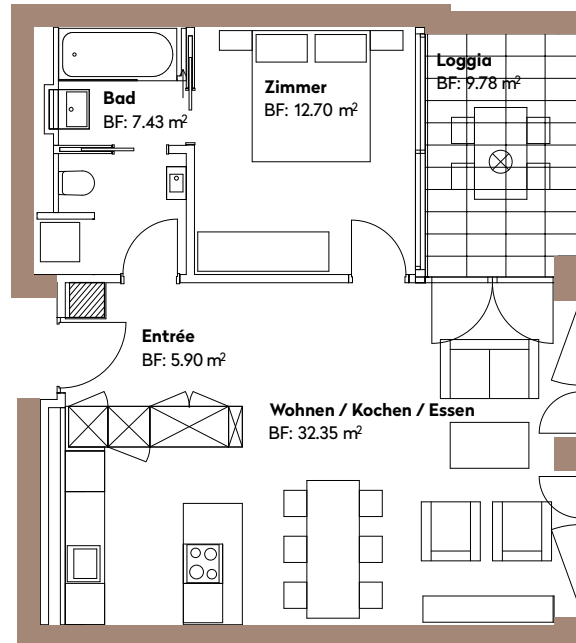 Bad
BF: 7.43 m²
Zimmer
BF: 12.70 m²
Loggia
BF: 9.78 m²
Entrée
BF: 5.90 m²
Wohnen / Kochen / Essen
BF: 32.35 m²